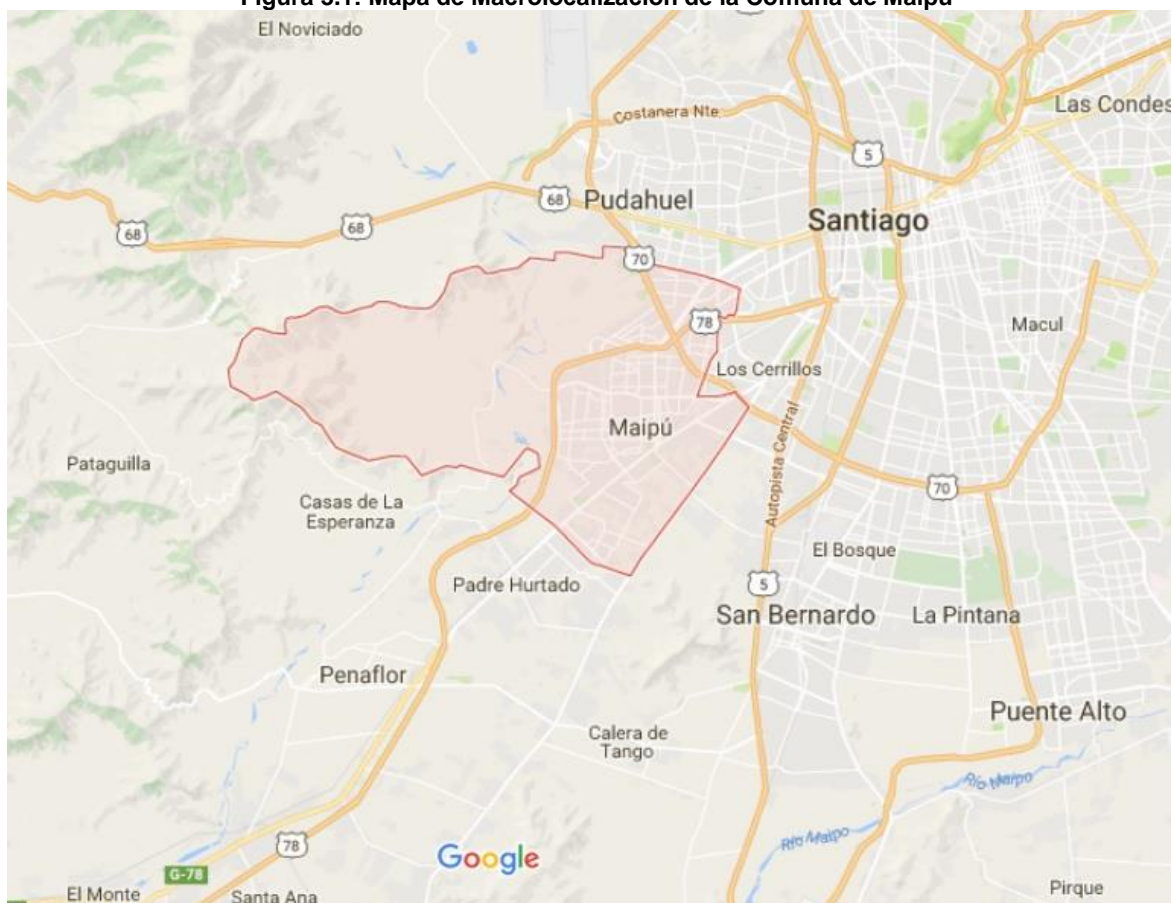 Figura 3.1: Mapa de Macrolocalización de la Comuna de Maipú
El Noviciado
Las Condes
Costanera Nte
5
68
Pudahuel
Santiago
68
68
70
78
Macul
Los Cerrillos
Maipú
Pataguilla
Casas de La
Esperanza
Autopista Central
70
El Bosque
Padre Hurtado
5
San Bernardo
La Pintana
Penaflor
Puente Alto
Calera de
Tango
Río Maipo
Río Maipo
78
Google
G-78
El Monte
Santa Ana
Pirque